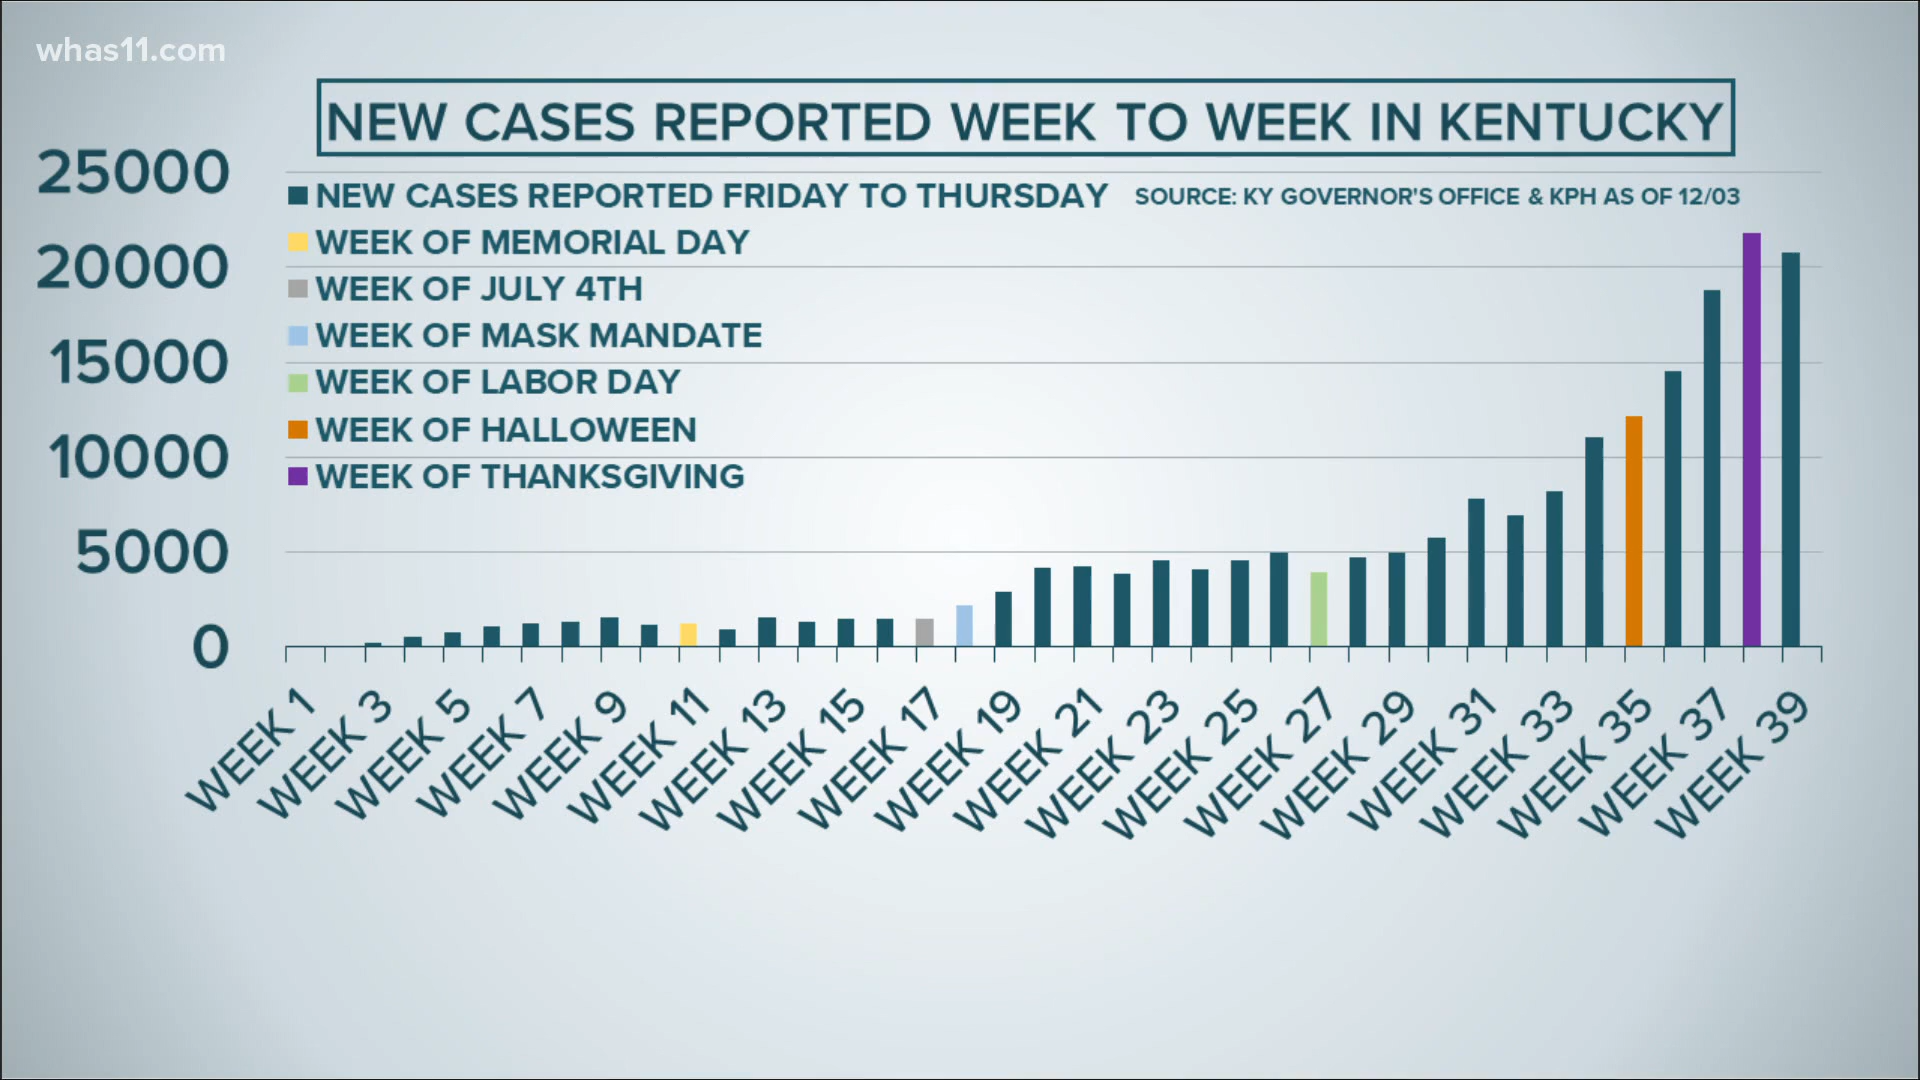 whas11.com
NEW CASES REPORTED WEEK TO WEEK IN KENTUCKY
25000
NEW CASES REPORTED FRIDAY TO THURSDAY
SOURCE: KY GOVERNOR'S OFFICE & KPH AS OF 12/03
WEEK OF MEMORIAL DAY
20000
WEEK OF JULY 4TH
WEEK OF MASK MANDATE
15000
WEEK OF LABOR DAY
WEEK OF HALLOWEEN
10000
WEEK OF THANKSGIVING
5000
0
WEEK 1
WEEK 3
WEEK 5
WEEK 7
WEEK 9
WEEK 11
WEEK 13
WEEK 15
WEEK 17
WEEK 19
WEEK 21
WEEK 23
WEEK 25
WEEK 27
WEEK 29
WEEK 31
WEEK 33
WEEK 35
WEEK 37
WEEK 39